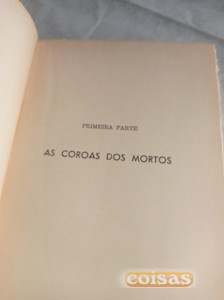 PRIMEIRA PARTE
AS COROAS DOS MORTOS
coisas